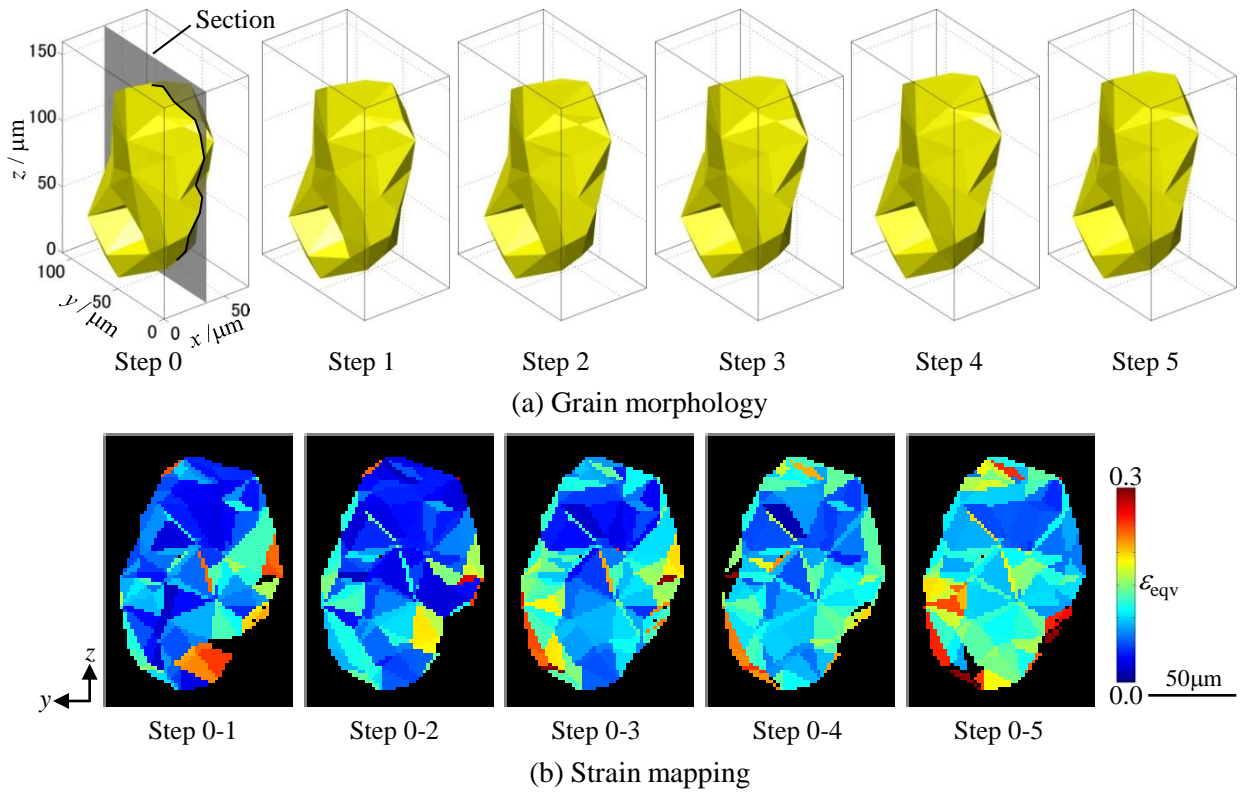 Section
150
100
50
0
z / μm
100
50
0
y / μm
0
50
x /μm
Step 0
Step 1
Step 2
Step 3
Step 4
Step 5
(a) Grain morphology
z
y
0.3
εeqv
0.0
50μm
Step 0-1
Step 0-2
Step 0-3
Step 0-4
Step 0-5
(b) Strain mapping